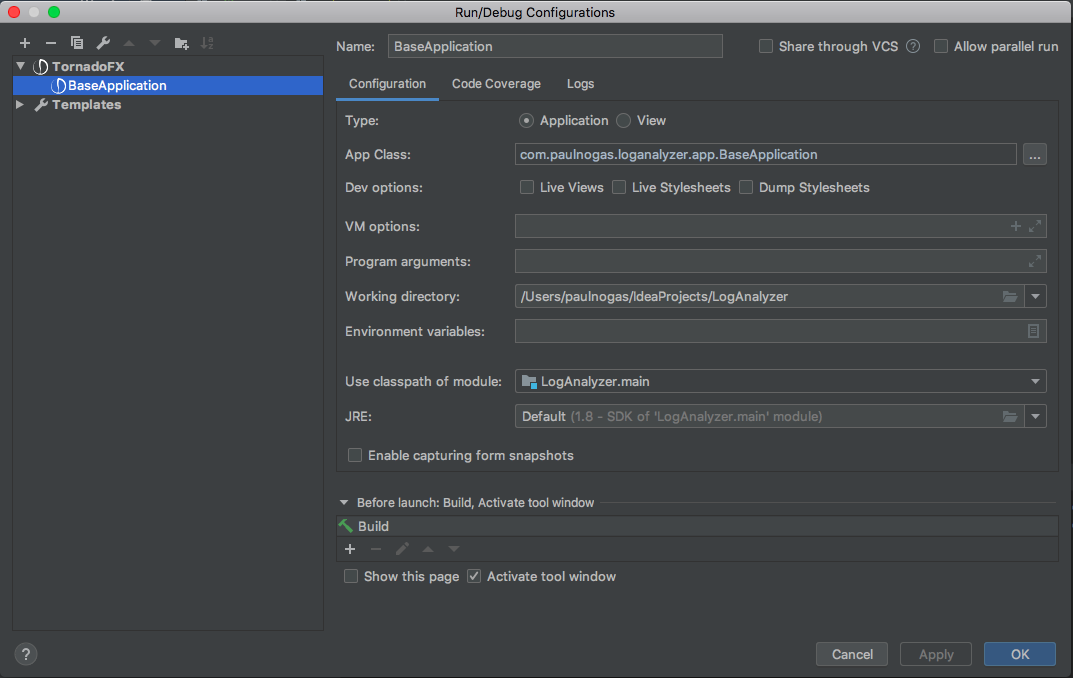 Run/Debug Configurations
Name: BaseApplication Share through VCS ? Allow parallel run
TornadoFX
BaseApplication
Templates
Configuration Code Coverage Logs
Type: Application View
App Class: com.paulnogas.loganalyzer.app.BaseApplication ...
Dev options: Live Views Live Stylesheets Dump Stylesheets
VM options:
Program arguments:
Working directory: /Users/paulnogas/IdeaProjects/LogAnalyzer
Environment variables:
Use classpath of module: LogAnalyzer.main
JRE: Default (1.8 - SDK of 'LogAnalyzer.main' module)
Enable capturing form snapshots
Before launch: Build, Activate tool window
Build
Show this page Activate tool window
? Cancel Apply OK